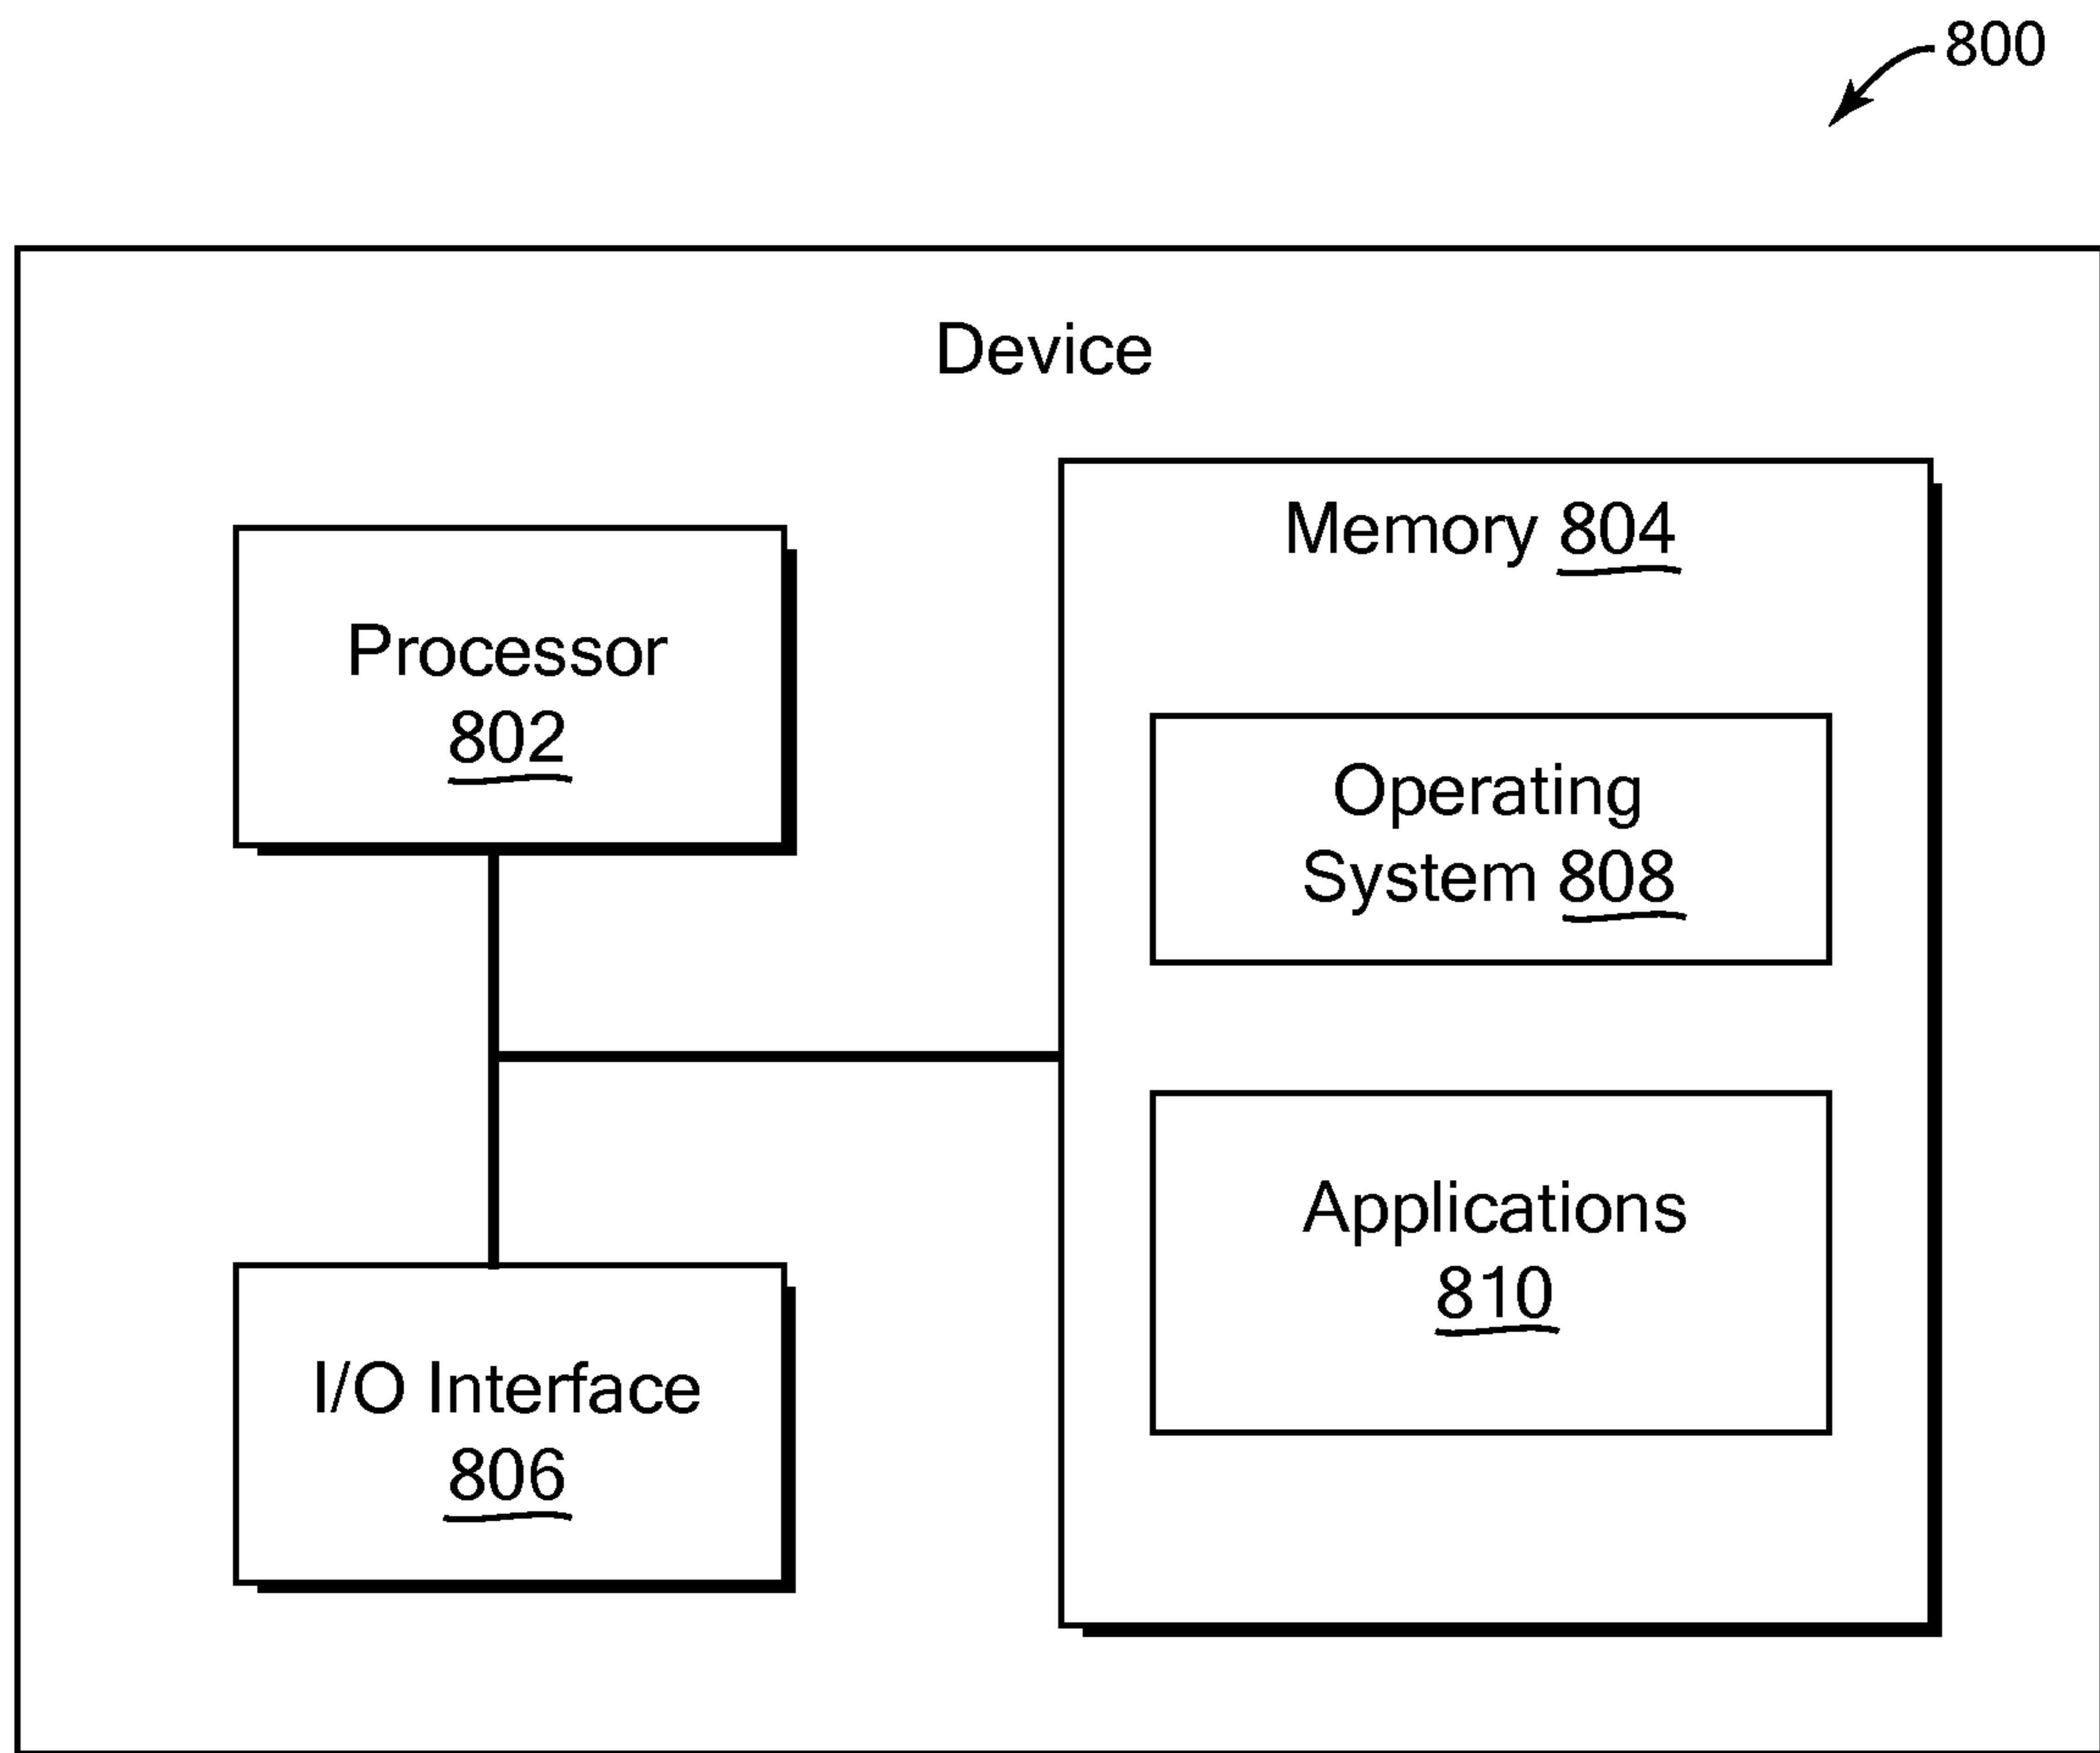 800
Device
Memory 804
Processor
802
Operating
System 808
Applications
810
I/O Interface
806